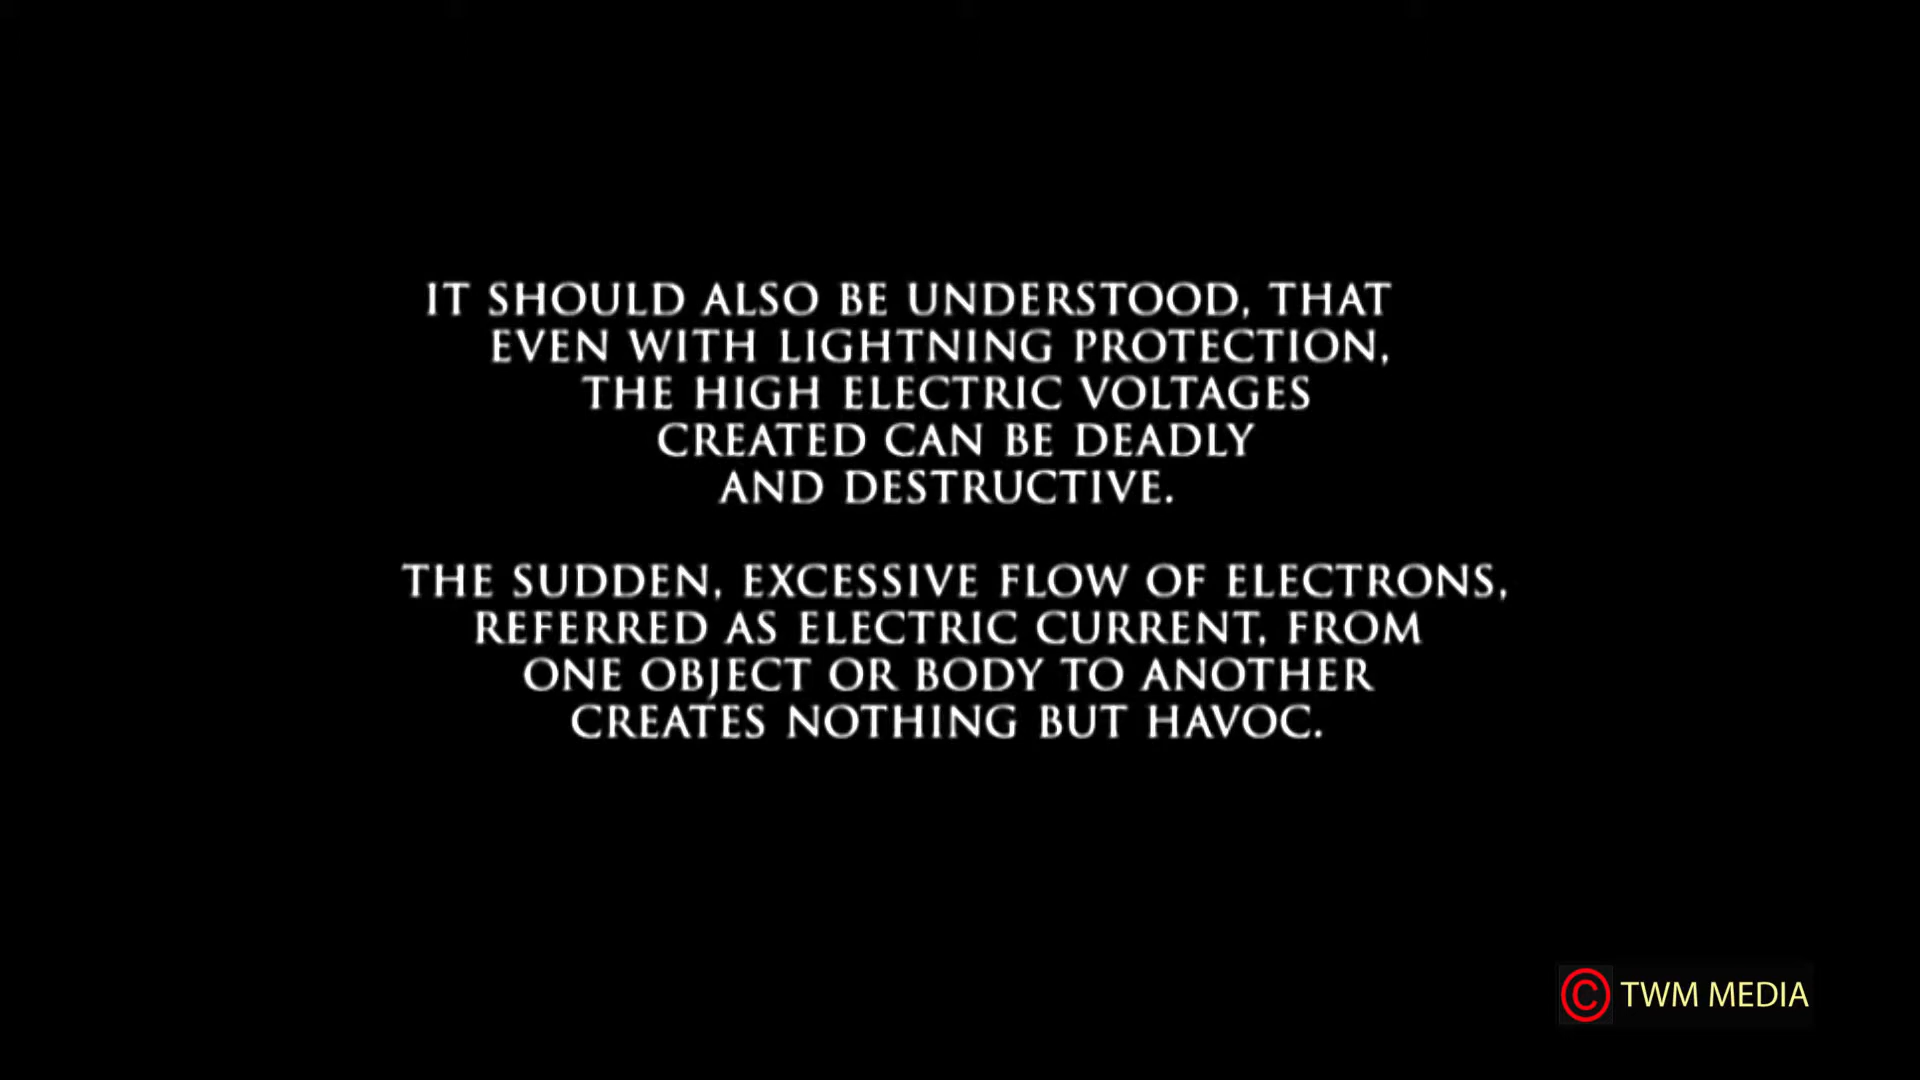 IT SHOULD ALSO BE UNDERSTOOD, THAT
EVEN WITH LIGHTNING PROTECTION,
THE HIGH ELECTRIC VOLTAGES
CREATED CAN BE DEADLY
AND DESTRUCTIVE.
THE SUDDEN, EXCESSIVE FLOW OF ELECTRONS,
REFERRED AS ELECTRIC CURRENT, FROM
ONE OBJECT OR BODY TO ANOTHER
CREATES NOTHING BUT HAVOC.
© TWM MEDIA